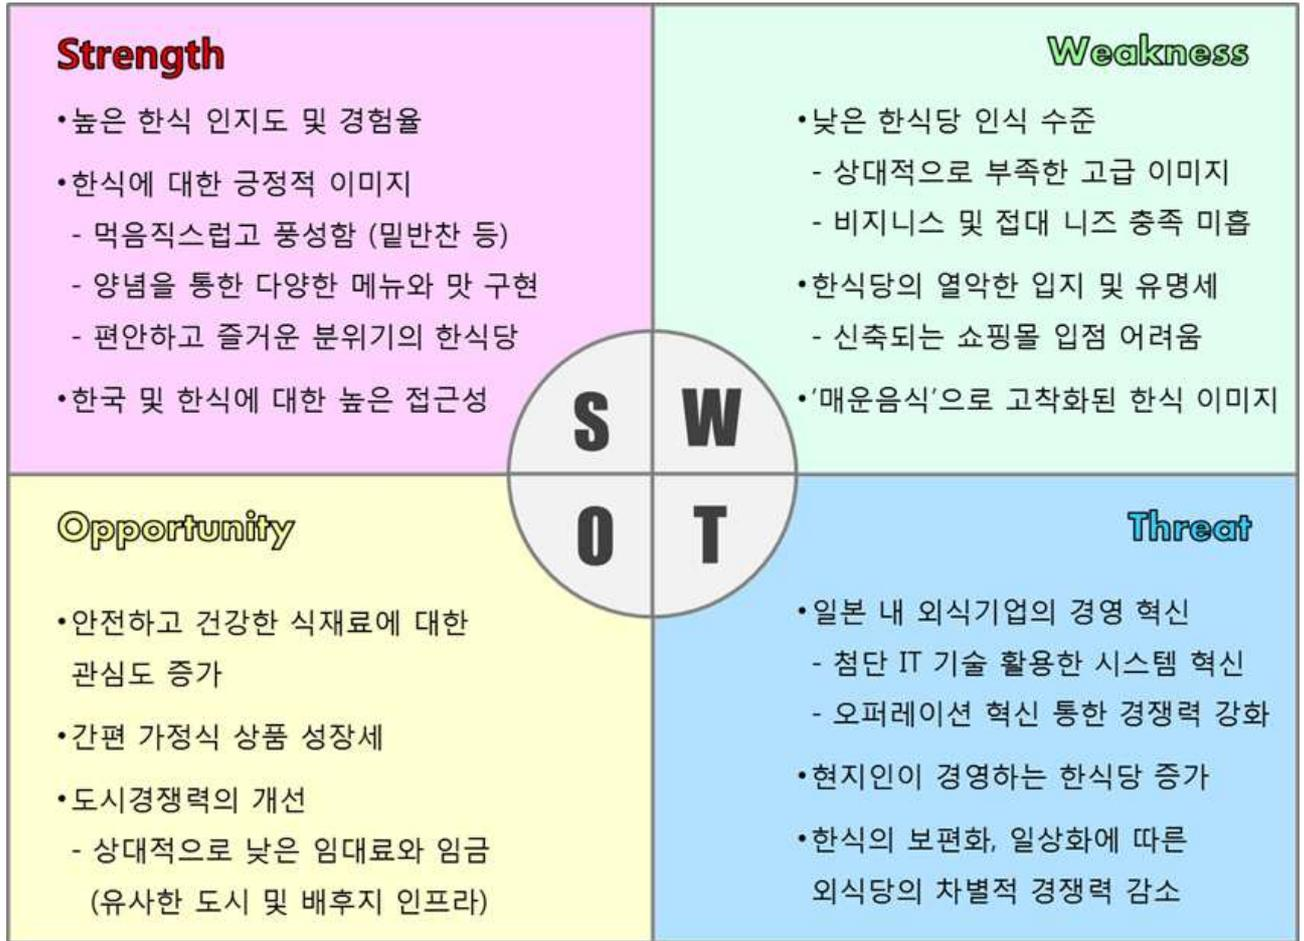 Strength
•높은 한식 인지도 및 경험율
•한식에 대한 긍정적 이미지
- 먹음직스럽고 풍성함 (밑반찬 등)
- 양념을 통한 다양한 메뉴와 맛 구현
- 편안하고 즐거운 분위기의 한식당
•한국 및 한식에 대한 높은 접근성
Weakness
•낮은 한식당 인식 수준
- 상대적으로 부족한 고급 이미지
- 비지니스 및 접대 니즈 충족 미흡
•한식당의 열악한 입지 및 유명세
- 신축되는 쇼핑몰 입점 어려움
•'매운음식'으로 고착화된 한식 이미지
S W
O T
Opportunity
•안전하고 건강한 식재료에 대한
관심도 증가
•간편 가정식 상품 성장세
•도시경쟁력의 개선
- 상대적으로 낮은 임대료와 임금
(유사한 도시 및 배후지 인프라)
Threat
•일본 내 외식기업의 경영 혁신
- 첨단 IT 기술 활용한 시스템 혁신
- 오퍼레이션 혁신 통한 경쟁력 강화
•현지인이 경영하는 한식당 증가
•한식의 보편화, 일상화에 따른
외식당의 차별적 경쟁력 감소